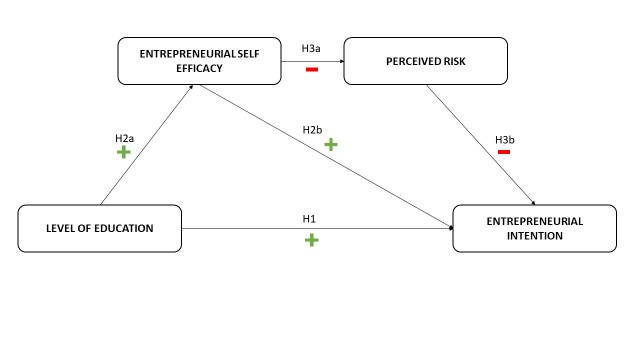 ENTREPRENEURIAL SELF
EFFICACY
H3a
PERCEIVED RISK
H2a
H2b
H3b
LEVEL OF EDUCATION
H1
ENTREPRENEURIAL
INTENTION